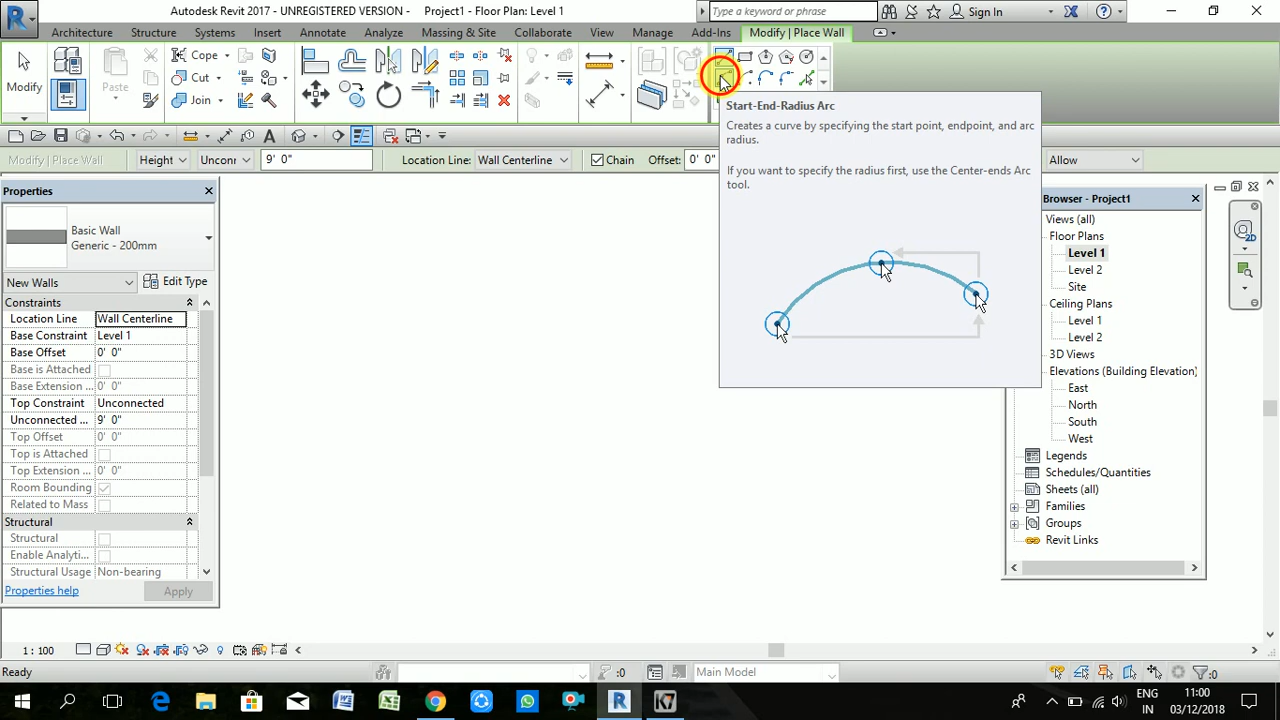 Autodesk Revit 2017 - UNREGISTERED VERSION - Project1 - Floor Plan: Level 1
Type a keyword or phrase
Sign In
Architecture Structure Systems Insert Annotate Analyze Massing & Site Collaborate View Manage Add-Ins Modify | Place Wall
Modify
Paste
Cope
Cut
Join
Modify | Place Wall Height Unconr 9' 0" Location Line: Wall Centerline Chain Offset: 0' 0" Allow
Start-End-Radius Arc
Creates a curve by specifying the start point, endpoint, and arc
radius.
If you want to specify the radius first, use the Center-ends Arc
tool.
Properties
Basic Wall
Generic - 200mm
New Walls Edit Type
Constraints
Location Line Wall Centerline
Base Constraint Level 1
Base Offset 0' 0"
Base is Attached
Base Extension ... 0' 0"
Top Constraint Unconnected
Unconnected ... 9' 0"
Top Offset 0' 0"
Top is Attached
Top Extension ... 0' 0"
Room Bounding
Related to Mass
Structural
Structural
Enable Analyti...
Structural Usage Non-bearing
Properties help Apply
Browser - Project1
Views (all)
Floor Plans
Level 1
Level 2
Site
Ceiling Plans
Level 1
Level 2
3D Views
Elevations (Building Elevation)
East
North
South
West
Legends
Schedules/Quantities
Sheets (all)
Families
Groups
Revit Links
2D
1 : 100
Ready :0 Main Model :0
ENG 11:00
IN 03/12/2018